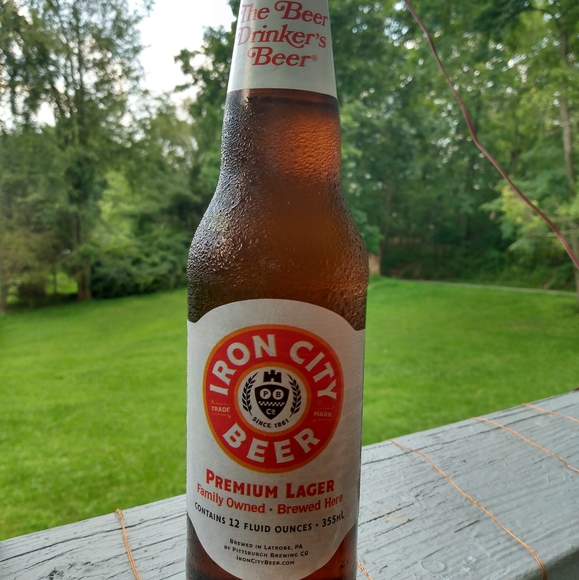 The Beer
Drinker's
Beer®
IRON CITY
P B
Co
TRADE MARK
SINCE 1861
BEER
PREMIUM LAGER
Family Owned • Brewed Here
CONTAINS 12 FLUID OUNCES • 355ML
BREWED IN LATROBE, PA
BY PITTSBURGH BREWING CO
IRONCITYBEER.COM